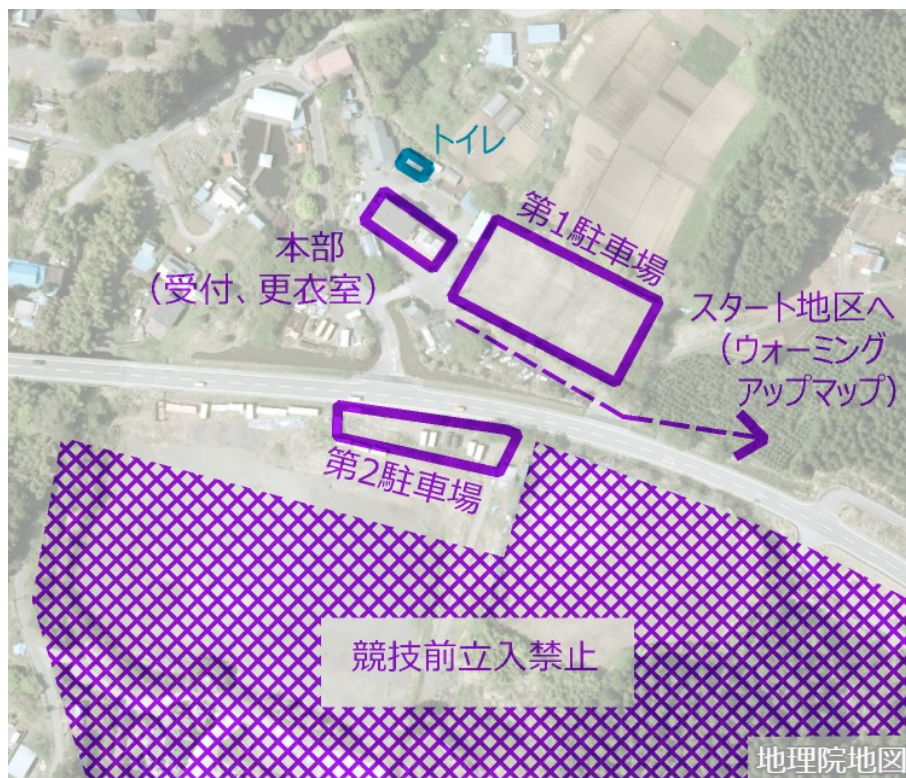 トイレ
第1駐車場
本部
（受付、更衣室）
スタート地区へ
（ウォーミング
アップマップ）
第2駐車場
競技前立入禁止
地理院地図